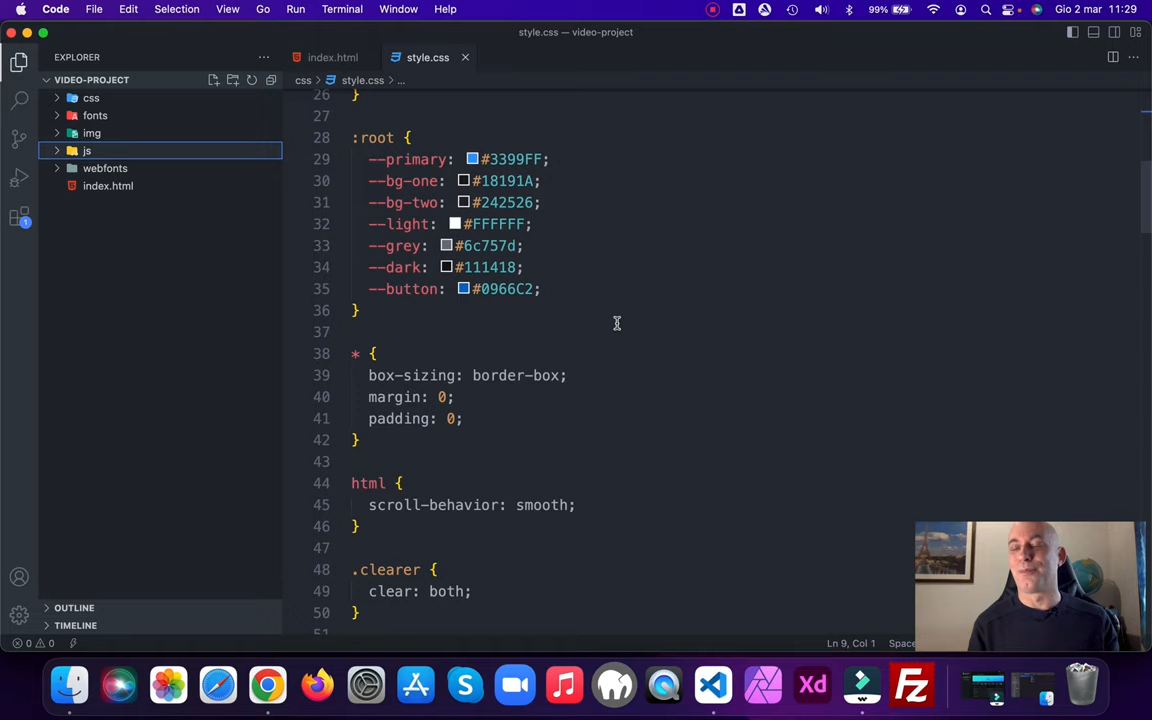 Code File Edit Selection View Go Run Terminal Window Help 99% Gio 2 mar 11:29
style.css — video-project
EXPLORER
index.html style.css
VIDEO-PROJECT
css > style.css > ...
css
fonts
img
js
webfonts
index.html
26 }
27
28 :root {
29 --primary: #3399FF;
30 --bg-one: #18191A;
31 --bg-two: #242526;
32 --light: #FFFFFF;
33 --grey: #6c757d;
34 --dark: #111418;
35 --button: #0966C2;
36 }
37
38 * {
39 box-sizing: border-box;
40 margin: 0;
41 padding: 0;
42 }
43
44 html {
45 scroll-behavior: smooth;
46 }
47
48 .clearer {
49 clear: both;
50 }
51
1
OUTLINE
TIMELINE
0 0 Ln 9, Col 1 Space
S Xd Fz